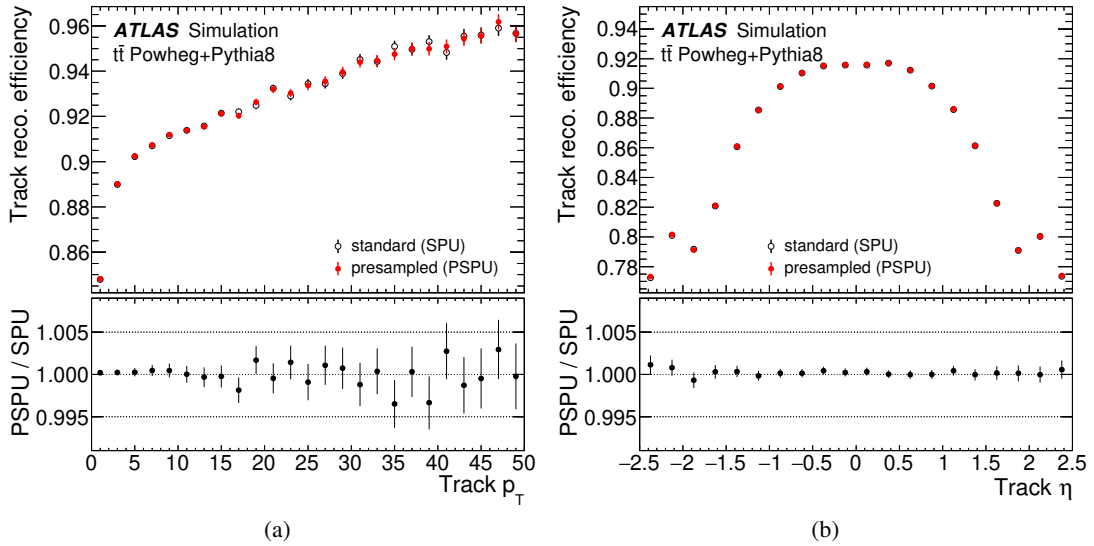 ATLAS Simulation
tt̄ Powheg+Pythia8
Track reco. efficiency
0.96
0.94
0.92
0.9
0.88
0.86
standard (SPU)
presampled (PSPU)
PSPU / SPU
1.005
1.000
0.995
0 5 10 15 20 25 30 35 40 45 50
Track p_T
(a)
ATLAS Simulation
tt̄ Powheg+Pythia8
Track reco. efficiency
0.94
0.92
0.9
0.88
0.86
0.84
0.82
0.8
0.78
standard (SPU)
presampled (PSPU)
PSPU / SPU
1.005
1.000
0.995
−2.5 −2 −1.5 −1 −0.5 0 0.5 1 1.5 2 2.5
Track η
(b)